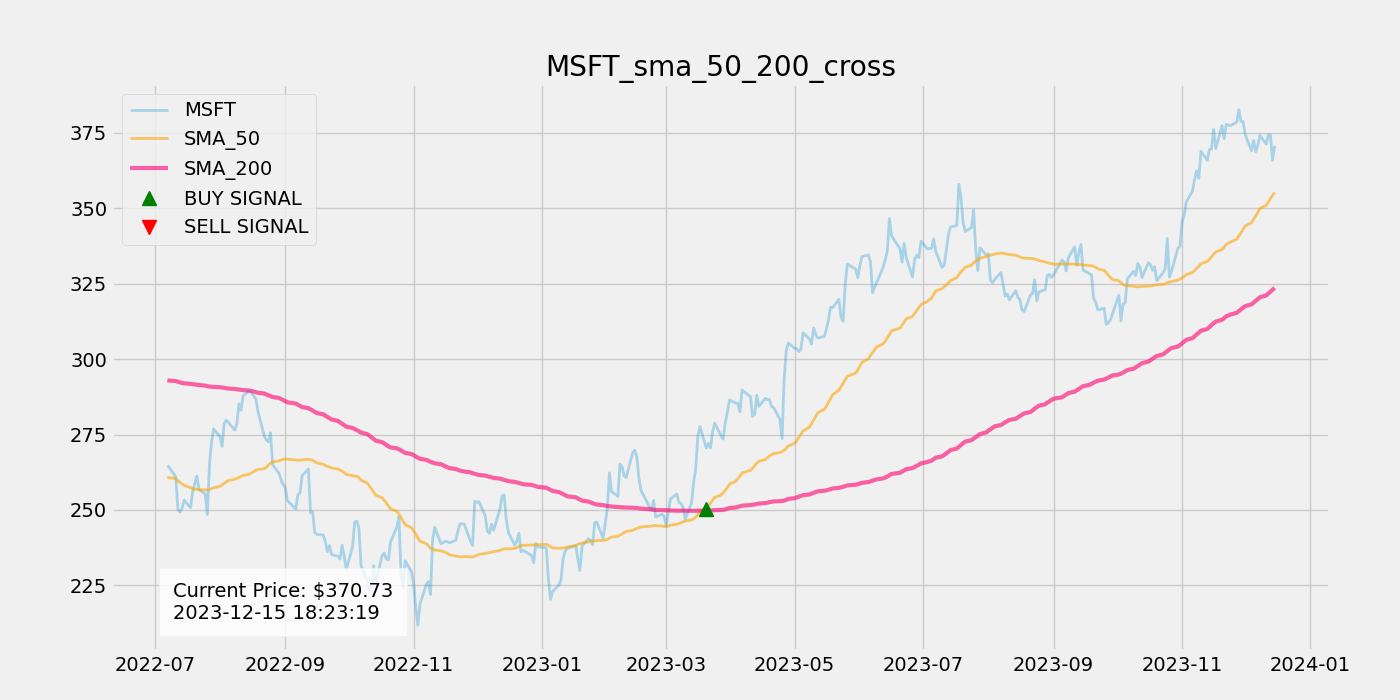 MSFT_sma_50_200_cross
MSFT
SMA_50
SMA_200
BUY SIGNAL
SELL SIGNAL
375
350
325
300
275
250
225
Current Price: $370.73
2023-12-15 18:23:19
2022-07 2022-09 2022-11 2023-01 2023-03 2023-05 2023-07 2023-09 2023-11 2024-01